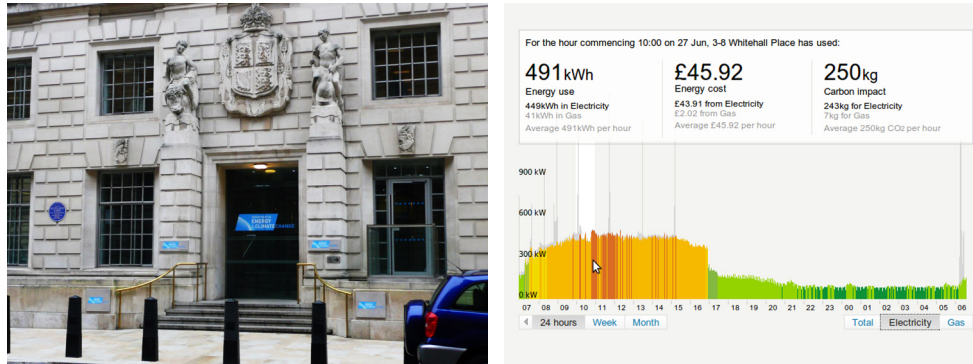 ENERGY
& CLIMATE CHANGE
For the hour commencing 10:00 on 27 Jun, 3-8 Whitehall Place has used:
491kWh
Energy use
449kWh in Electricity
41kWh in Gas
Average 491kWh per hour
£45.92
Energy cost
£43.91 from Electricity
£2.02 from Gas
Average £45.92 per hour
250kg
Carbon impact
243kg for Electricity
7kg for Gas
Average 250kg CO2 per hour
900 kW
600 kW
300 kW
0 kW
07 08 09 10 11 12 13 14 15 16 17 18 19 20 21 22 23 00 01 02 03 04 05 06
24 hours Week Month
Total Electricity Gas